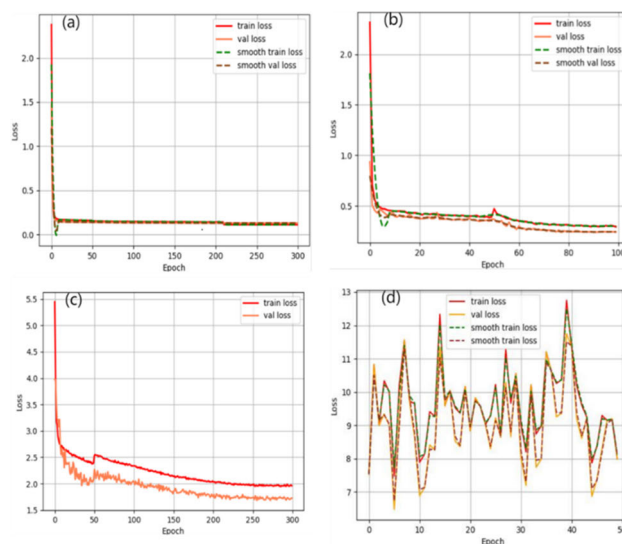 (a)
train loss
val loss
smooth train loss
smooth val loss
2.0
1.5
1.0
0.5
0.0
Loss
0 50 100 150 200 250 300
Epoch
(b)
train loss
val loss
smooth train loss
smooth val loss
2.0
1.5
1.0
0.5
Loss
0 20 40 60 80 100
Epoch
(c)
train loss
val loss
5.5
5.0
4.5
4.0
3.5
3.0
2.5
2.0
1.5
Loss
0 50 100 150 200 250 300
Epoch
(d)
train loss
val loss
smooth train loss
smooth train loss
13
12
11
10
9
8
7
Loss
0 10 20 30 40 50
Epoch